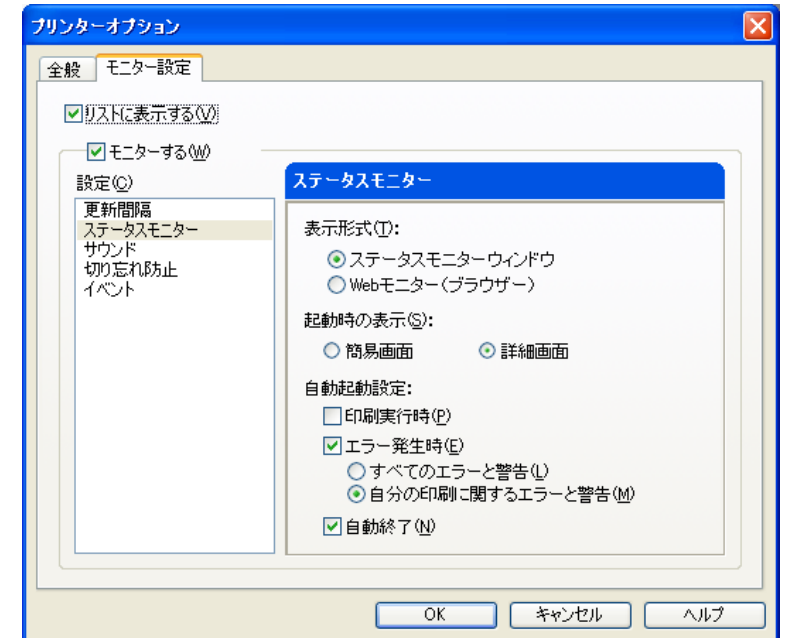 プリンターオプション
全般
モニター設定
リストに表示する(V)
モニターする(W)
設定(C)
更新間隔
ステータスモニター
サウンド
切り忘れ防止
イベント
ステータスモニター
表示形式(T):
ステータスモニターウィンドウ
Webモニター(ブラウザー)
起動時の表示(S):
簡易画面 詳細画面
自動起動設定:
印刷実行時(P)
エラー発生時(E)
すべてのエラーと警告(L)
自分の印刷に関するエラーと警告(M)
自動終了(N)
OK キャンセル ヘルプ